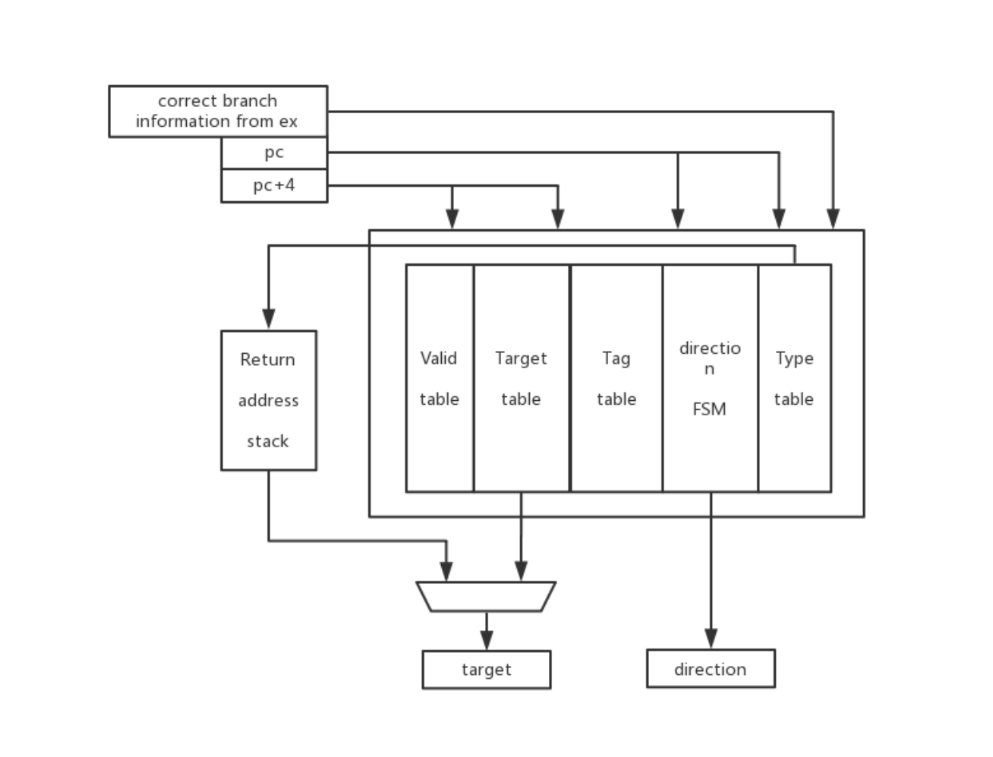 correct branch
information from ex
pc
pc+4
Return
address
stack
Valid
table
Target
table
Tag
table
directio
n
FSM
Type
table
target
direction